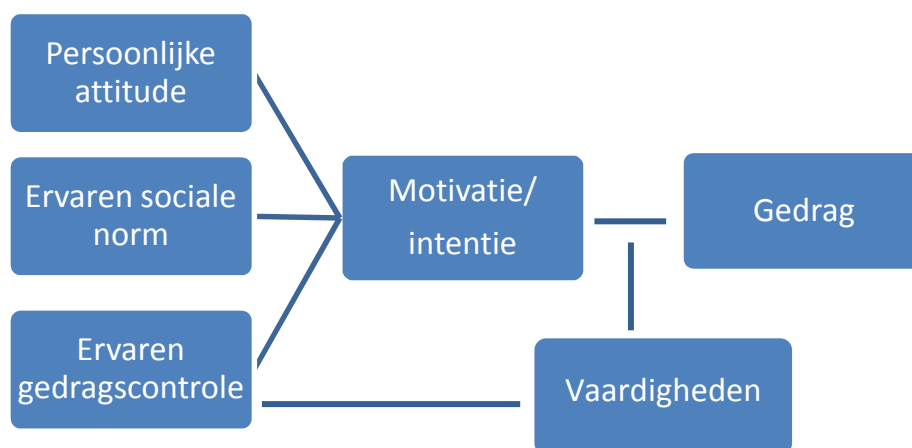 Persoonlijke
attitude
Ervaren sociale
norm
Ervaren
gedragscontrole
Motivatie/
intentie
Gedrag
Vaardigheden